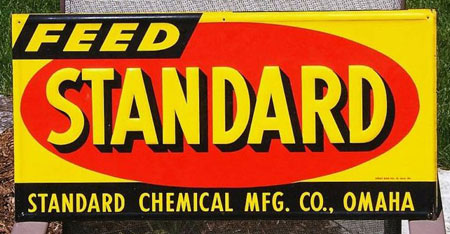 FEED
STANDARD
STANDARD CHEMICAL MFG. CO., OMAHA